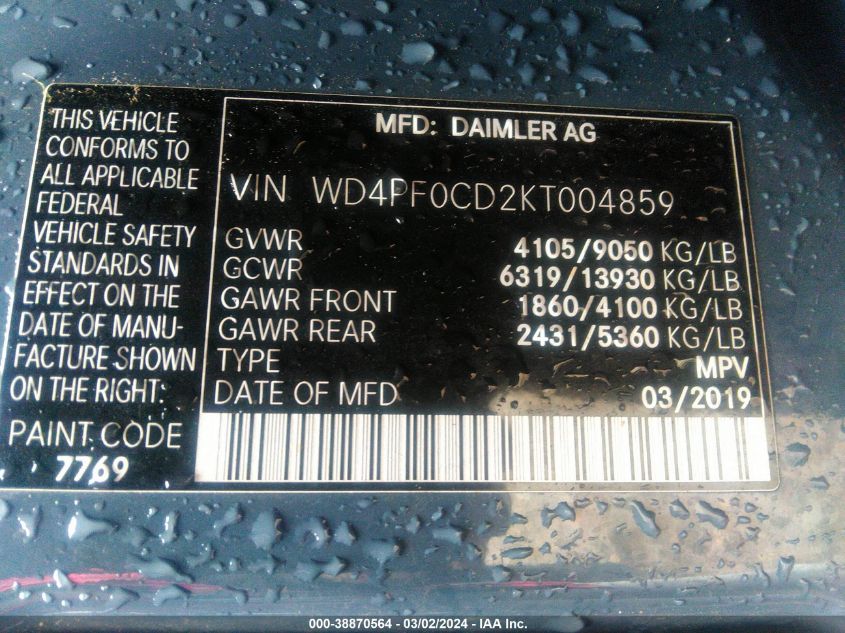 THIS VEHICLE
CONFORMS TO
ALL APPLICABLE
FEDERAL
VEHICLE SAFETY
STANDARDS IN
EFFECT ON THE
DATE OF MANU-
FACTURE SHOWN
ON THE RIGHT:
PAINT CODE
7769
MFD: DAIMLER AG
VIN WD4PF0CD2KT004859
GVWR 4105/9050 KG/LB
GCWR 6319/13930 KG/LB
GAWR FRONT 1860/4100 KG/LB
GAWR REAR 2431/5360 KG/LB
TYPE MPV
DATE OF MFD 03/2019
000-38870564 - 03/02/2024 - IAA Inc.